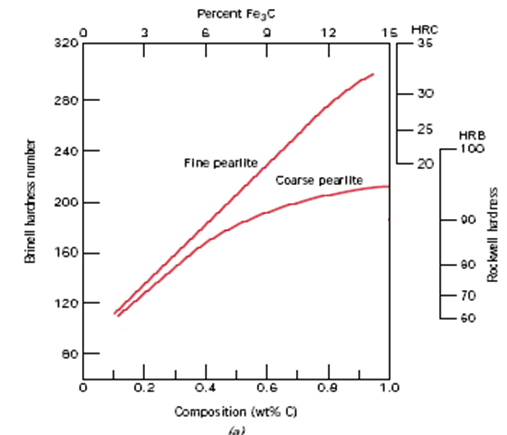 Percent Fe3C
0 3 6 9 12 15 HRC
320 35
280 30
25 HRB
240 100
Fine pearlite 20
Coarse pearlite
200 90
160 80
70
120 60
80
Brinell hardness number
Rockwell hardness
0 0.2 0.4 0.6 0.8 1.0
Composition (wt% C)
(a)